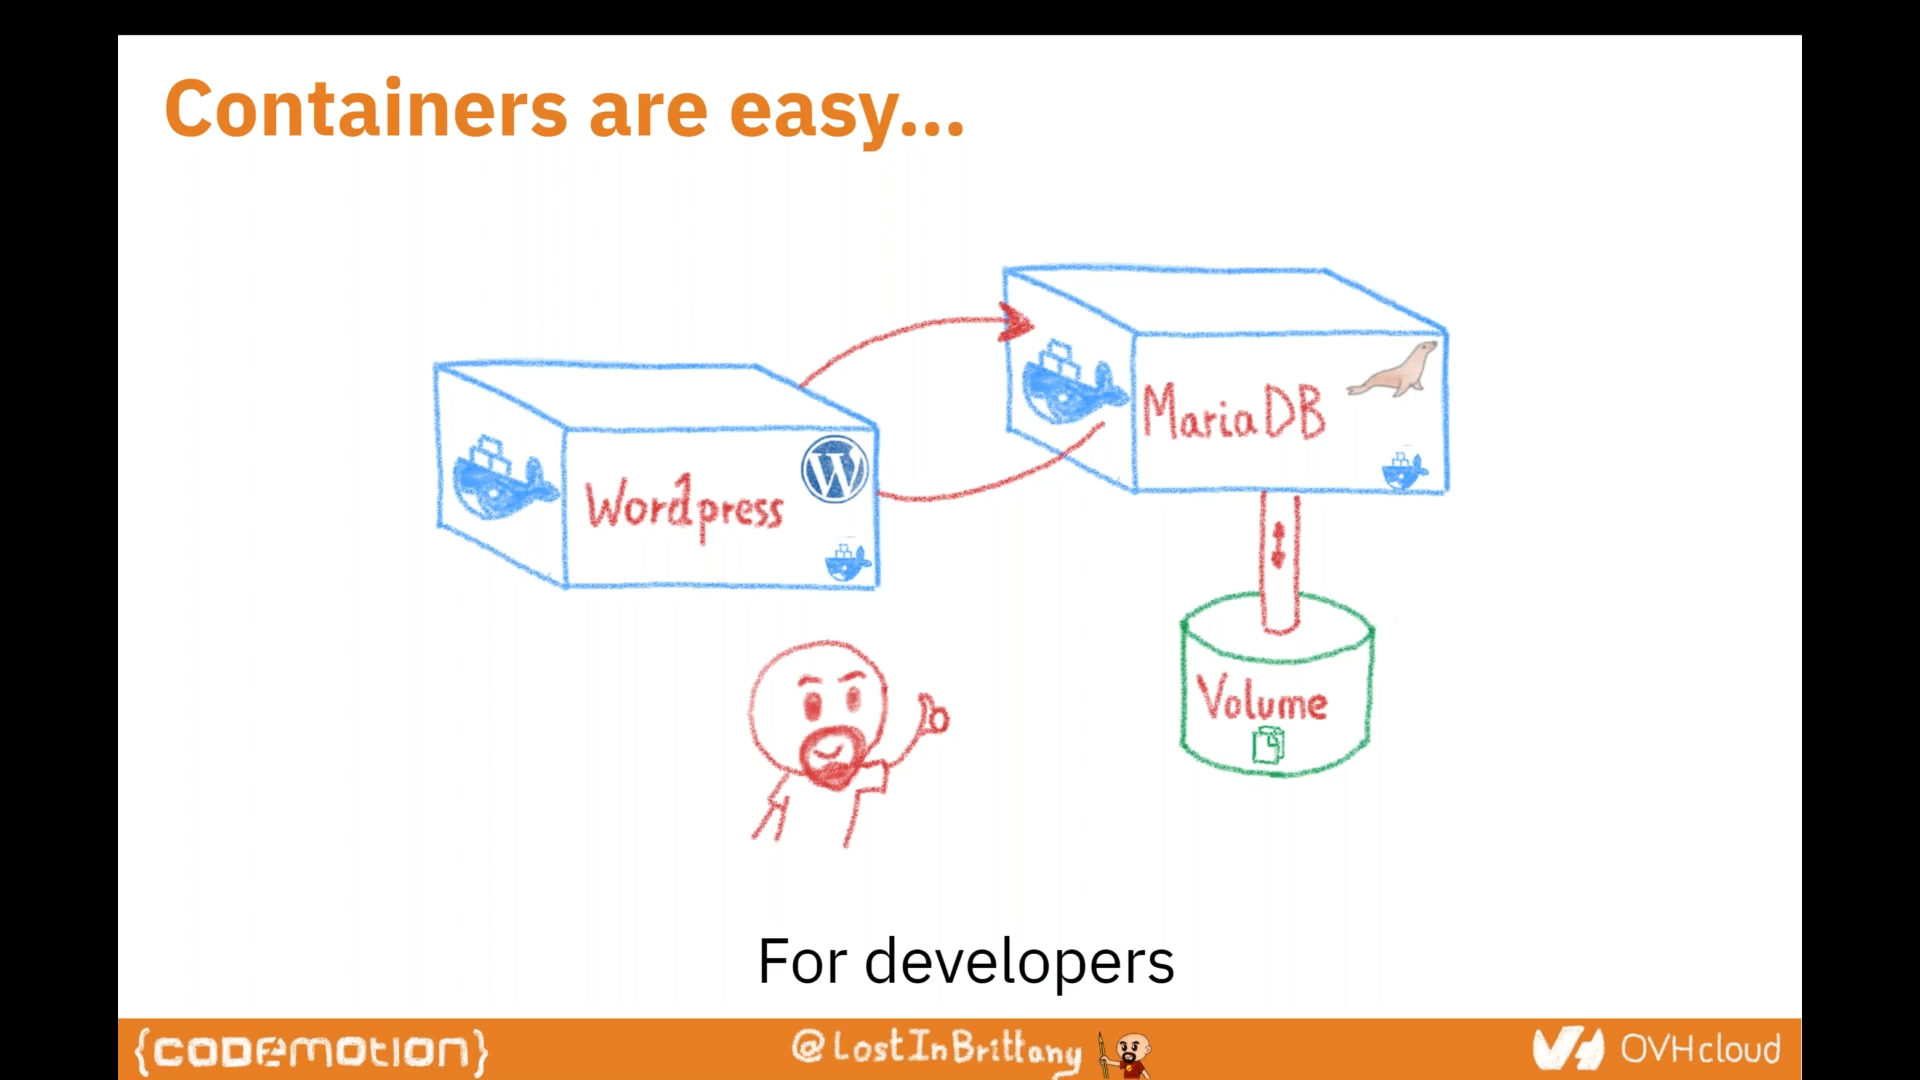 Containers are easy...
MariaDB
Wordpress
Volume
For developers
{CODEMOTION}
@LostInBrittany
OVHcloud